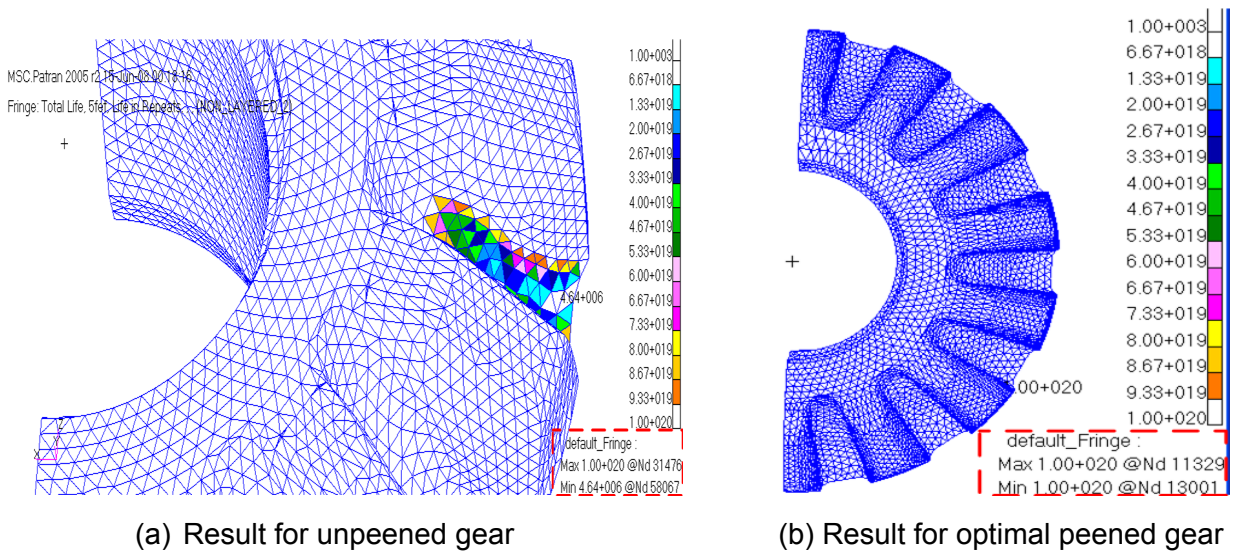 MSC.Patran 2005 r2 18-Jun-08 00:18:16
Fringe: Total Life, 5fef, Life in Repeats
1.00+003
6.67+018
1.33+019
2.00+019
2.67+019
3.33+019
4.00+019
4.67+019
5.33+019
6.00+019
6.67+019
7.33+019
8.00+019
8.67+019
9.33+019
1.00+020
4.64+006
Z
X
default_Fringe :
Max 1.00+020 @Nd 31476
Min 4.64+006 @Nd 58067
(a) Result for unpeened gear
1.00+003
6.67+018
1.33+019
2.00+019
2.67+019
3.33+019
4.00+019
4.67+019
5.33+019
6.00+019
6.67+019
7.33+019
8.00+019
8.67+019
9.33+019
1.00+020
.00+020
default_Fringe :
Max 1.00+020 @Nd 11329
Min 1.00+020 @Nd 13001
(b) Result for optimal peened gear